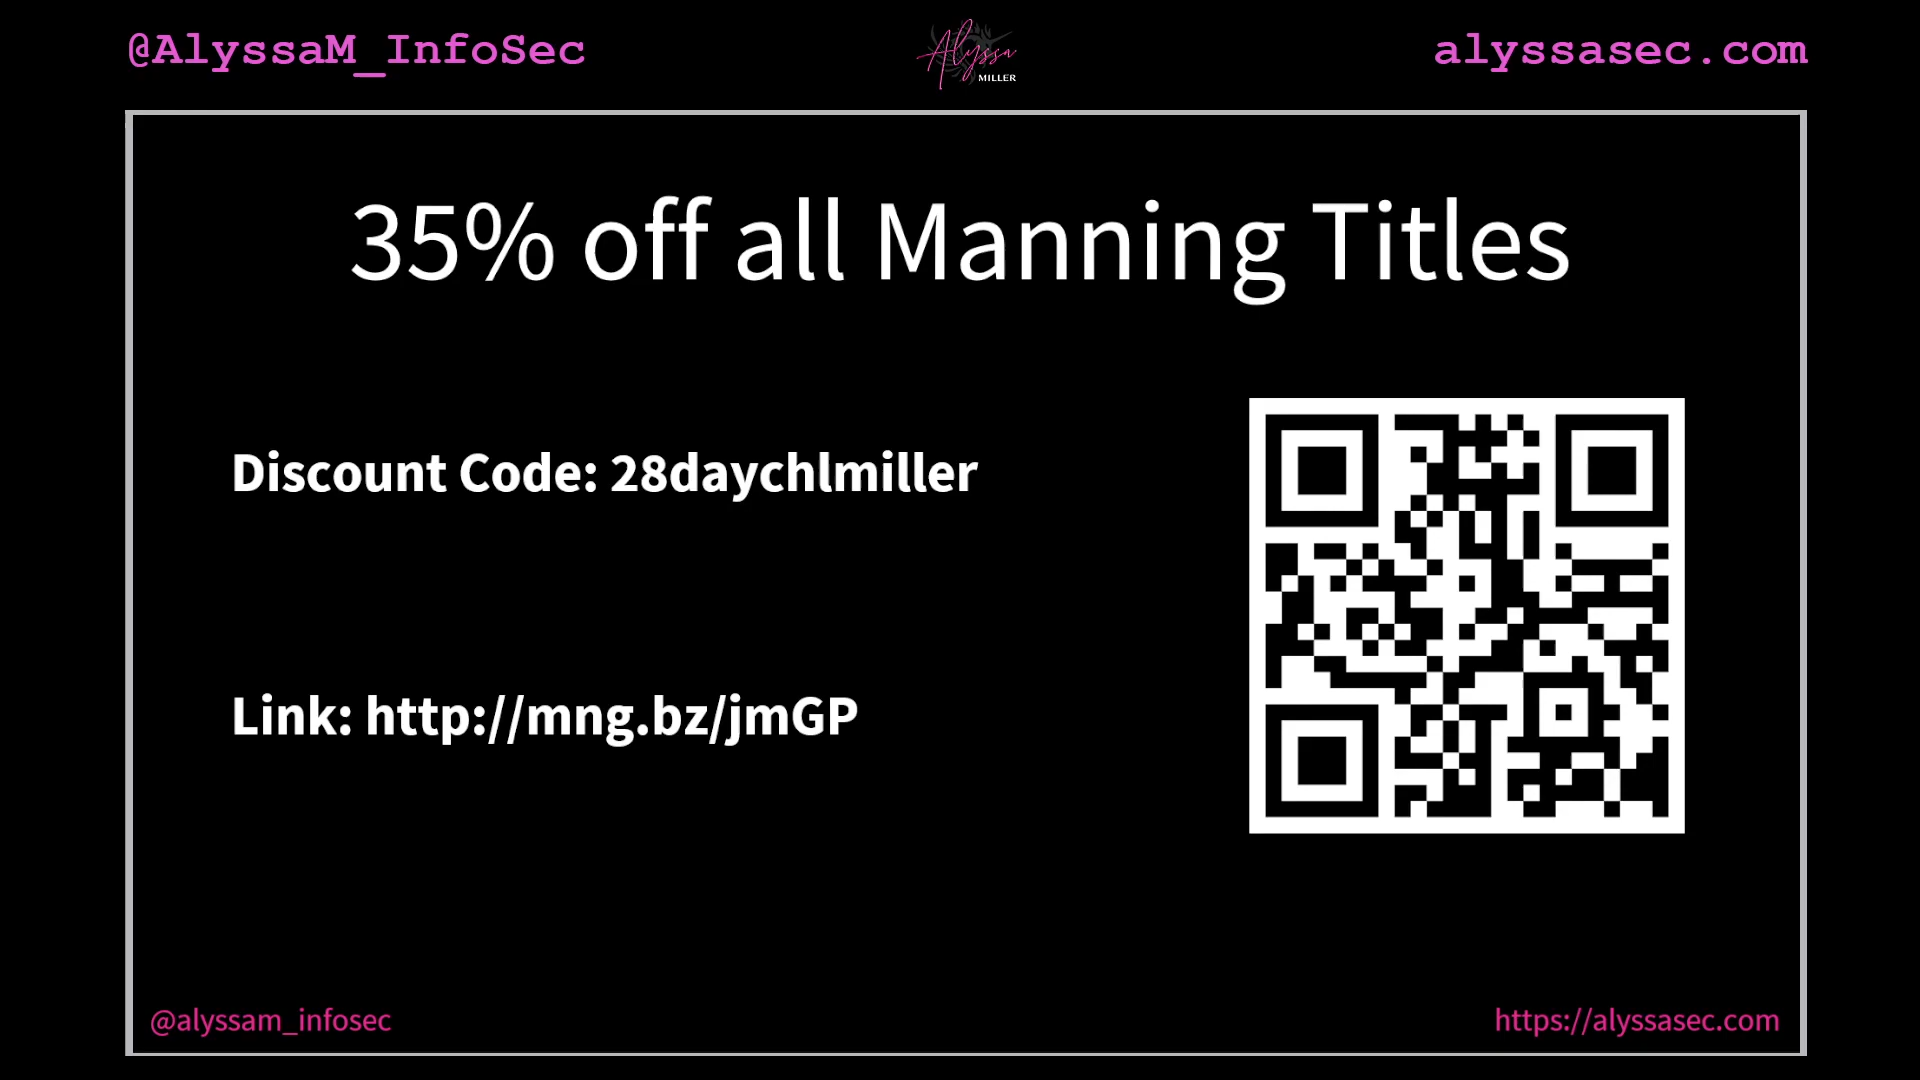 @AlyssaM_InfoSec
Alyssa
MILLER
alyssasec.com
35% off all Manning Titles
Discount Code: 28daychlmiller
Link: http://mng.bz/jmGP
@alyssam_infosec
https://alyssasec.com